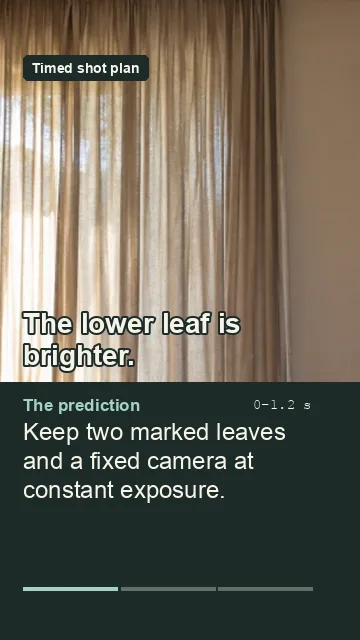 Timed shot plan
The lower leaf is
brighter.
The prediction
0–1.2 s
Keep two marked leaves
and a fixed camera at
constant exposure.